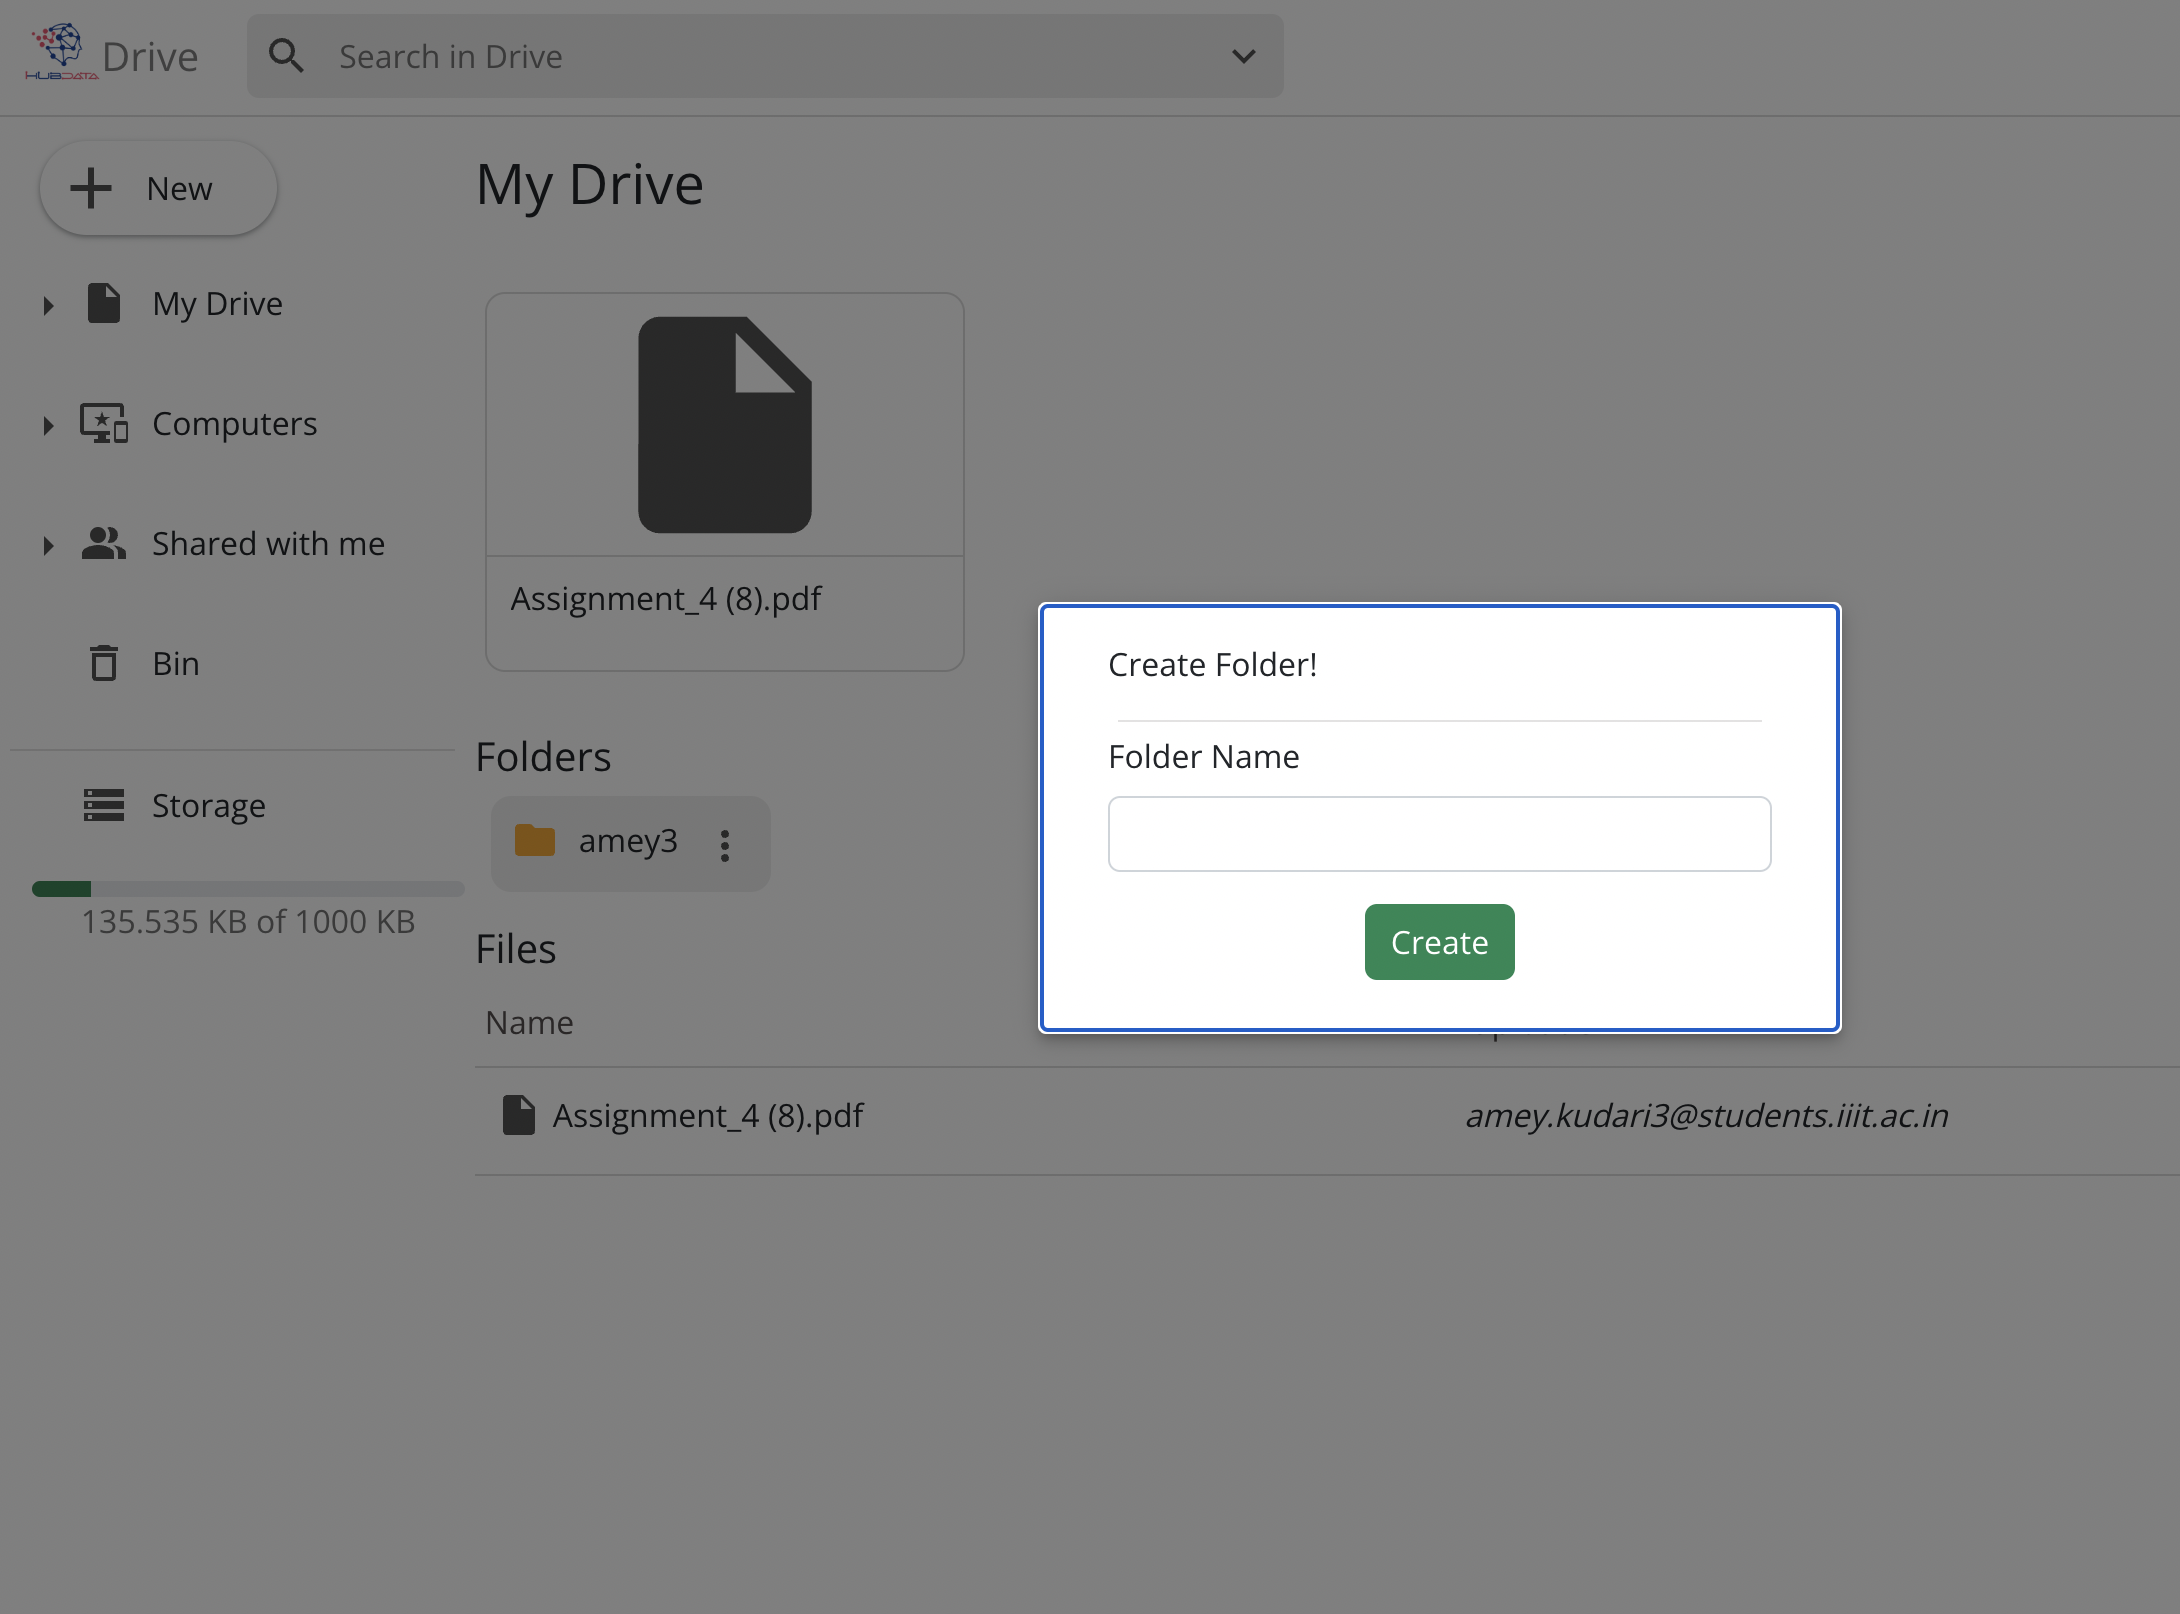 HUBDATA
Drive
Search in Drive
New
My Drive
Computers
Shared with me
Bin
Storage
135.535 KB of 1000 KB
My Drive
Assignment_4 (8).pdf
Folders
amey3
Files
Name
Assignment_4 (8).pdf
amey.kudari3@students.iiit.ac.in
Create Folder!
Folder Name
Create